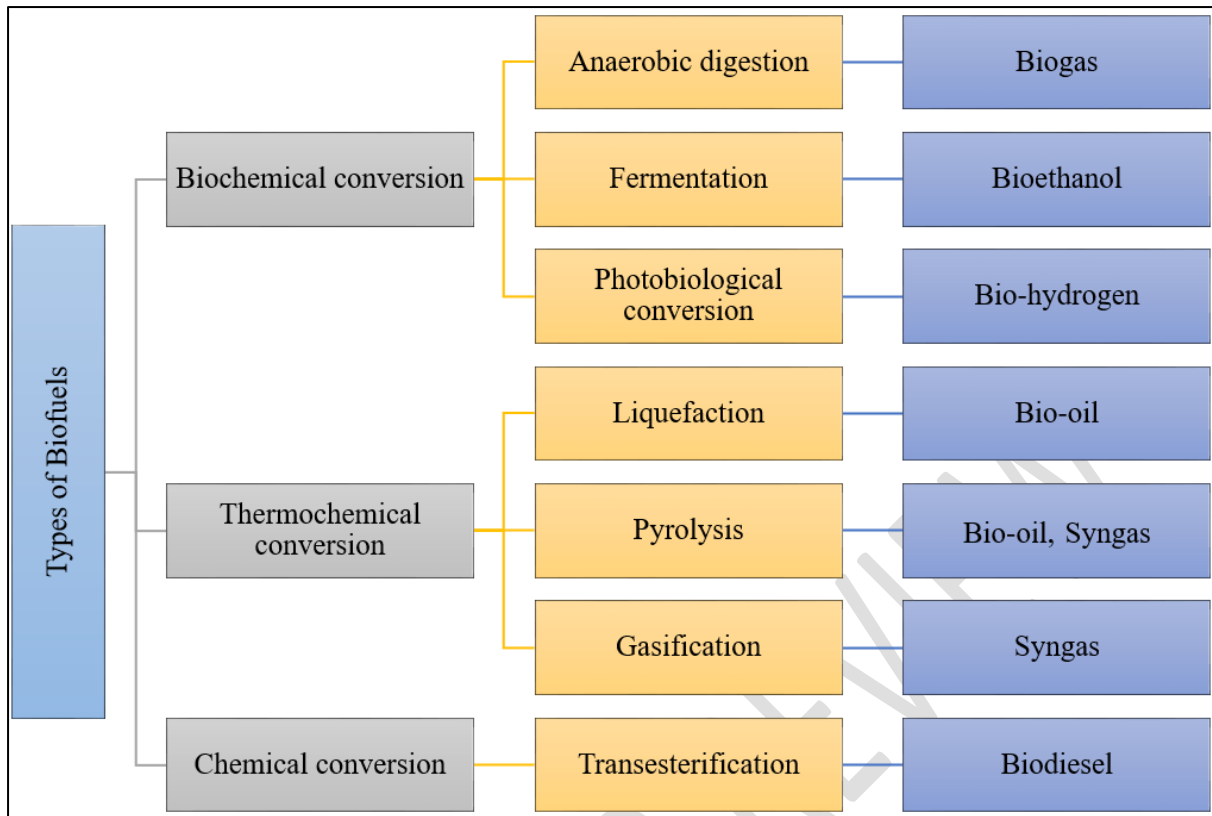 Types of Biofuels
Biochemical conversion
Anaerobic digestion
Biogas
Fermentation
Bioethanol
Photobiological
conversion
Bio-hydrogen
Thermochemical
conversion
Liquefaction
Bio-oil
Pyrolysis
Bio-oil, Syngas
Gasification
Syngas
Chemical conversion
Transesterification
Biodiesel